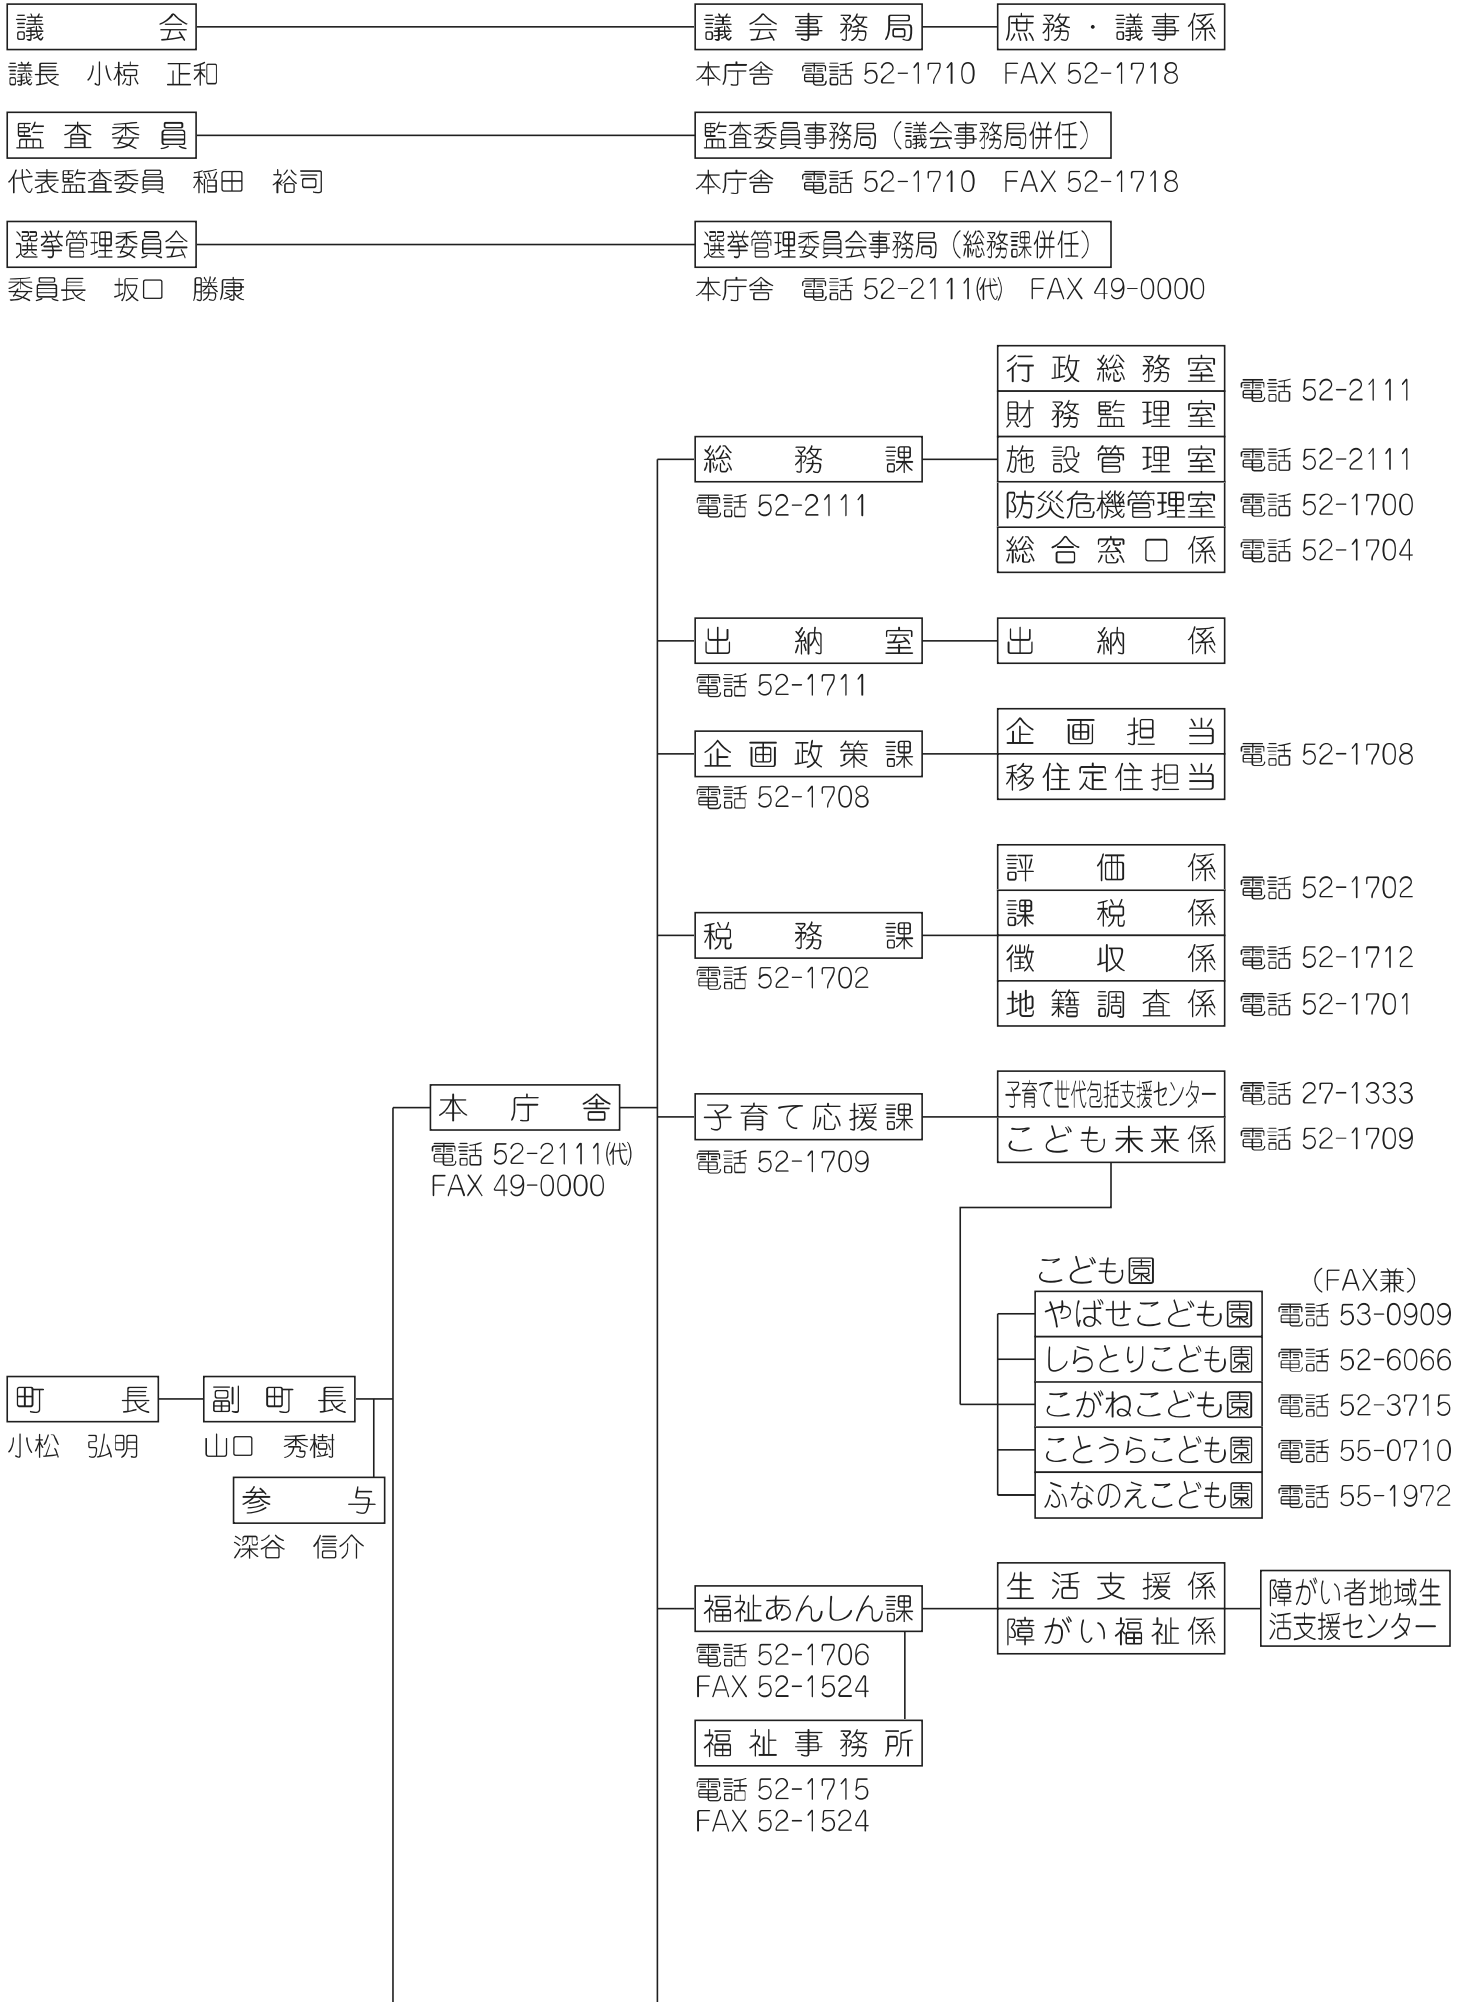 議会 議会事務局 庶務・議事係
議長 小椋 正和 本庁舎 電話 52-1710 FAX 52-1718
監査委員 監査委員事務局（議会事務局併任）
代表監査委員 稲田 裕司 本庁舎 電話 52-1710 FAX 52-1718
選挙管理委員会 選挙管理委員会事務局（総務課併任）
委員長 坂口 勝康 本庁舎 電話 52-2111㈹ FAX 49-0000
行政総務室
電話 52-2111
財務監理室
総務課 施設管理室 電話 52-2111
電話 52-2111 防災危機管理室 電話 52-1700
総合窓口係 電話 52-1704
出納室 出納係
電話 52-1711
企画担当
企画政策課 電話 52-1708
移住定住担当
電話 52-1708
評価係
電話 52-1702
課税係
税務課
徴収係 電話 52-1712
電話 52-1702
地籍調査係 電話 52-1701
子育て世代包括支援センター 電話 27-1333
本庁舎 子育て応援課
こども未来係 電話 52-1709
電話 52-2111㈹ 電話 52-1709
FAX 49-0000
こども園 （FAX兼）
やばせこども園 電話 53-0909
しらとりこども園 電話 52-6066
町長 副町長 こがねこども園 電話 52-3715
小松 弘明 山口 秀樹 ことうらこども園 電話 55-0710
参与 ふなのえこども園 電話 55-1972
深谷 信介
生活支援係 障がい者地域生
福祉あんしん課 活支援センター
障がい福祉係
電話 52-1706
FAX 52-1524
福祉事務所
電話 52-1715
FAX 52-1524